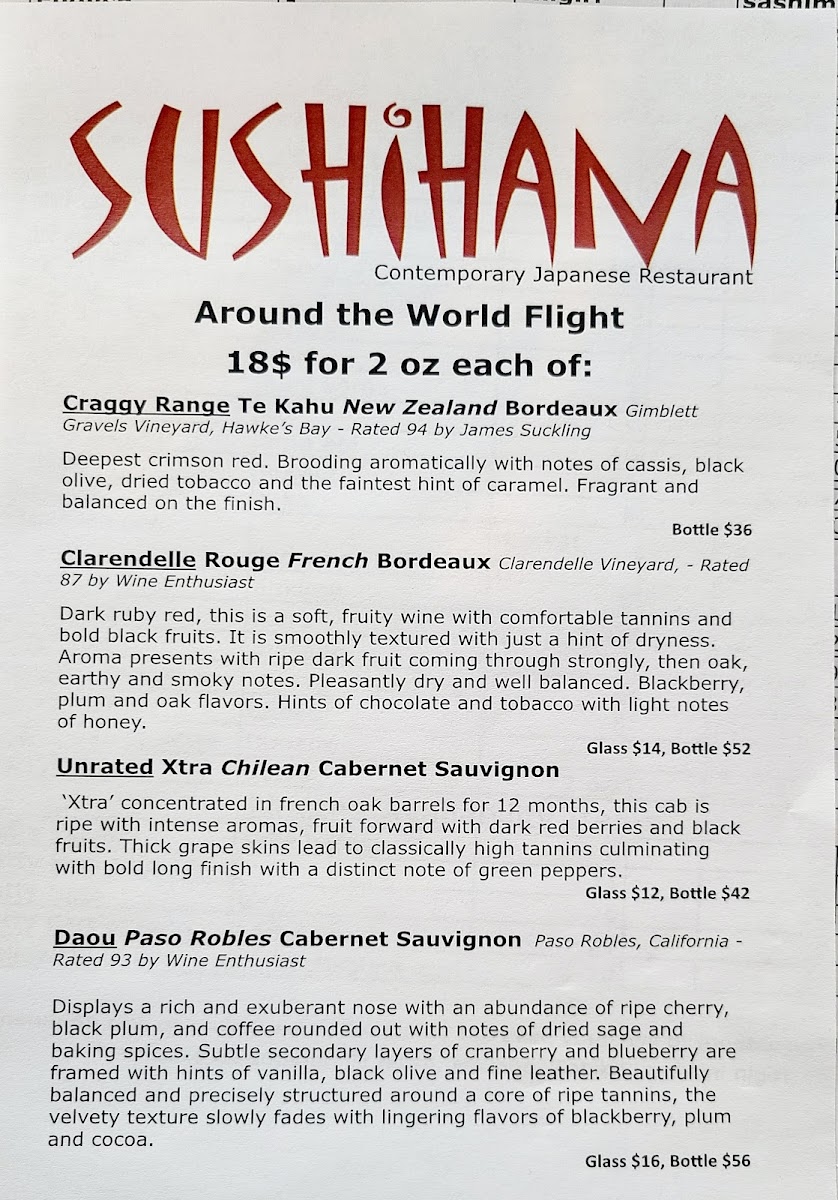 sashim
SUSHiHANA
Contemporary Japanese Restaurant
Around the World Flight
18$ for 2 oz each of:
Craggy Range Te Kahu New Zealand Bordeaux Gimblett
Gravels Vineyard, Hawke's Bay - Rated 94 by James Suckling
Deepest crimson red. Brooding aromatically with notes of cassis, black
olive, dried tobacco and the faintest hint of caramel. Fragrant and
balanced on the finish.
Bottle $36
Clarendelle Rouge French Bordeaux Clarendelle Vineyard, - Rated
87 by Wine Enthusiast
Dark ruby red, this is a soft, fruity wine with comfortable tannins and
bold black fruits. It is smoothly textured with just a hint of dryness.
Aroma presents with ripe dark fruit coming through strongly, then oak,
earthy and smoky notes. Pleasantly dry and well balanced. Blackberry,
plum and oak flavors. Hints of chocolate and tobacco with light notes
of honey.
Glass $14, Bottle $52
Unrated Xtra Chilean Cabernet Sauvignon
'Xtra' concentrated in french oak barrels for 12 months, this cab is
ripe with intense aromas, fruit forward with dark red berries and black
fruits. Thick grape skins lead to classically high tannins culminating
with bold long finish with a distinct note of green peppers.
Glass $12, Bottle $42
Daou Paso Robles Cabernet Sauvignon Paso Robles, California -
Rated 93 by Wine Enthusiast
Displays a rich and exuberant nose with an abundance of ripe cherry,
black plum, and coffee rounded out with notes of dried sage and
baking spices. Subtle secondary layers of cranberry and blueberry are
framed with hints of vanilla, black olive and fine leather. Beautifully
balanced and precisely structured around a core of ripe tannins, the
velvety texture slowly fades with lingering flavors of blackberry, plum
and cocoa.
Glass $16, Bottle $56